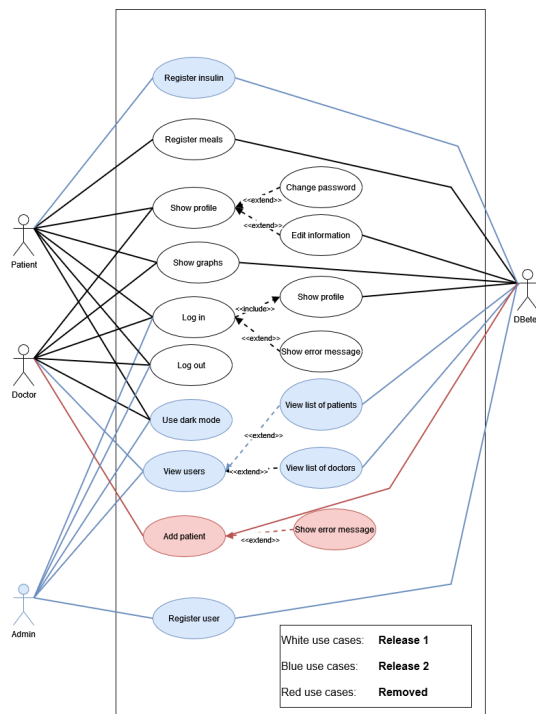 Register insulin
Register meals
Change password
<<extend>>
Show profile
<<extend>>
Edit information
Patient
Show graphs
DBetes
Show profile
<<include>>
Log in
<<extend>>
Show error message
Doctor
Log out
View list of patients
Use dark mode
<<extend>>
View users
<<extend>>
View list of doctors
Show error message
Add patient
<<extend>>
Register user
Admin
White use cases: Release 1
Blue use cases: Release 2
Red use cases: Removed